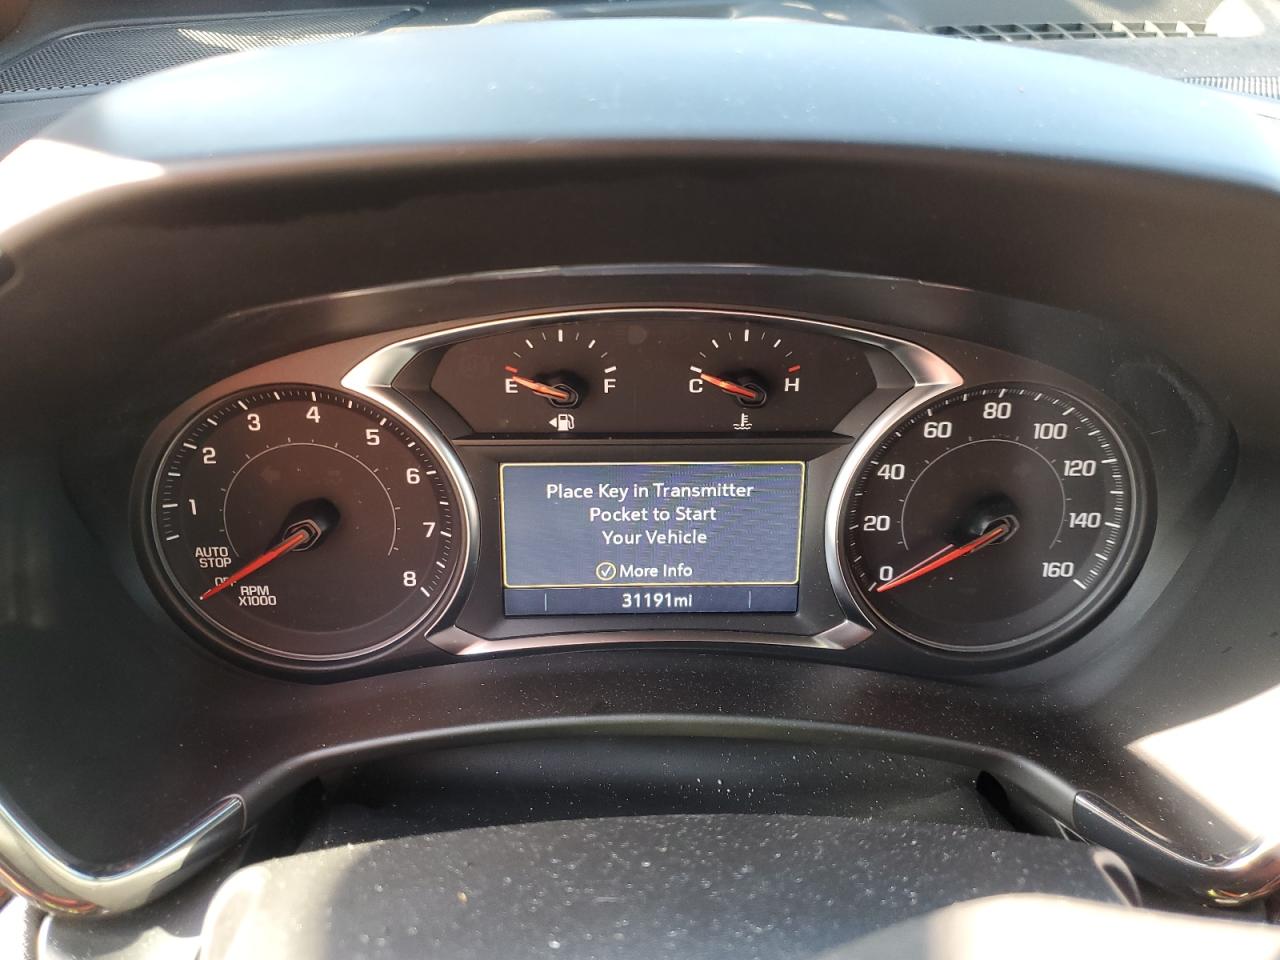 E F
C H
1 2 3 4 5 6 7 8
AUTO
STOP
OFF
RPM
X1000
Place Key in Transmitter
Pocket to Start
Your Vehicle
More Info
31191mi
0 20 40 60 80 100 120 140 160